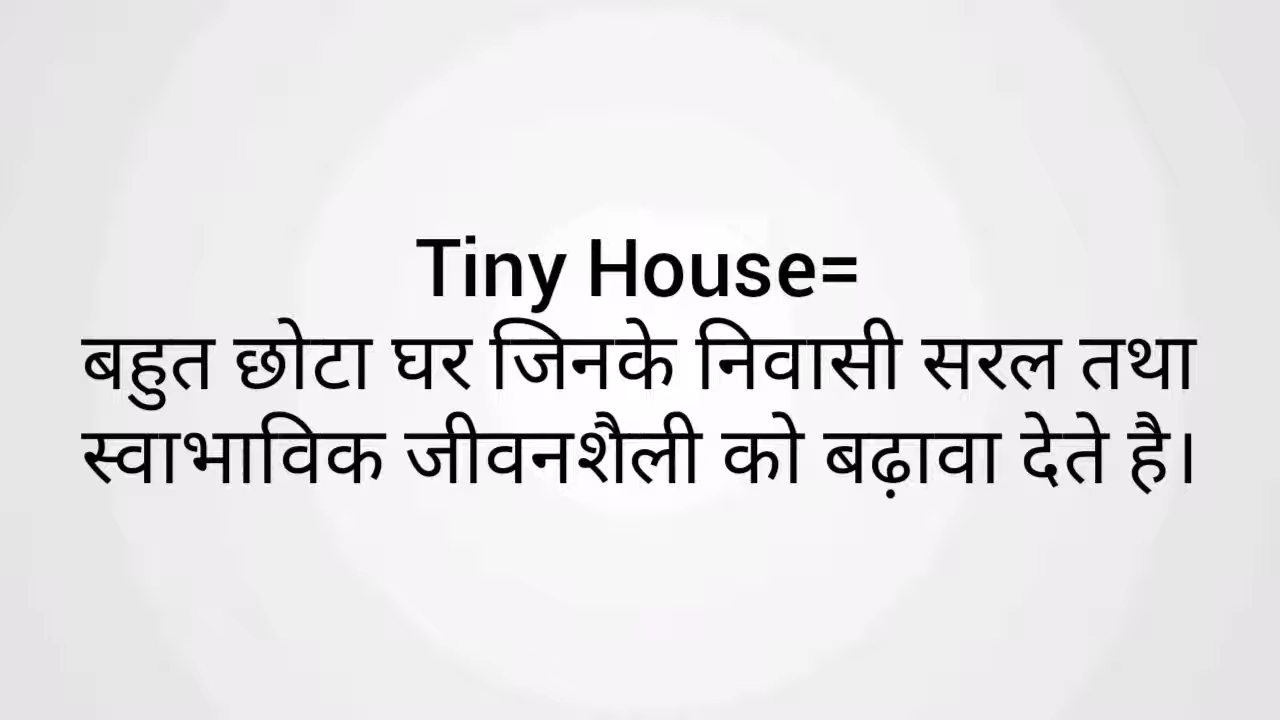 Tiny House=
बहुत छोटा घर जिनके निवासी सरल तथा
स्वाभाविक जीवनशैली को बढ़ावा देते है।